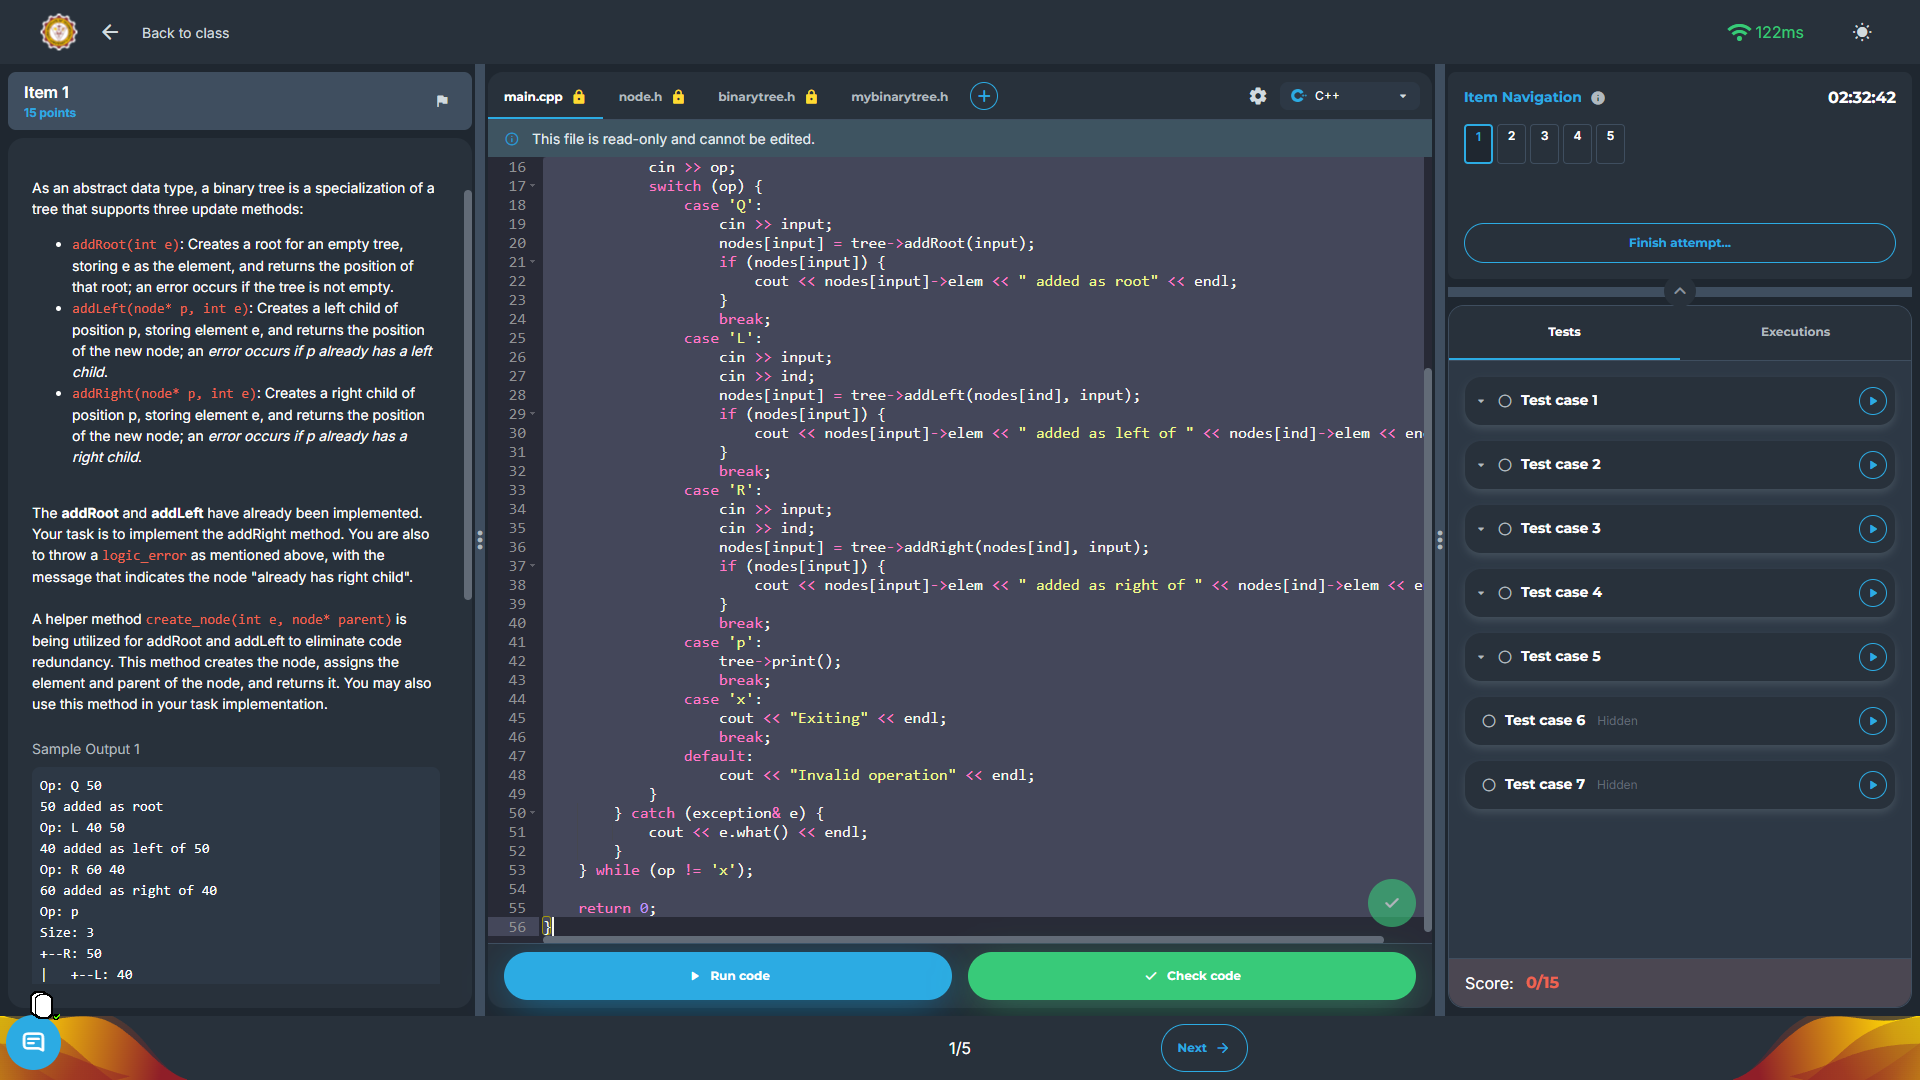 Back to class
122ms
Item 1
15 points
As an abstract data type, a binary tree is a specialization of a
tree that supports three update methods:
• addRoot(int e): Creates a root for an empty tree,
storing e as the element, and returns the position of
that root; an error occurs if the tree is not empty.
• addLeft(node* p, int e): Creates a left child of
position p, storing element e, and returns the position
of the new node; an error occurs if p already has a left
child.
• addRight(node* p, int e): Creates a right child of
position p, storing element e, and returns the position
of the new node; an error occurs if p already has a
right child.
The addRoot and addLeft have already been implemented.
Your task is to implement the addRight method. You are also
to throw a logic_error as mentioned above, with the
message that indicates the node "already has right child".
A helper method create_node(int e, node* parent) is
being utilized for addRoot and addLeft to eliminate code
redundancy. This method creates the node, assigns the
element and parent of the node, and returns it. You may also
use this method in your task implementation.
Sample Output 1
Op: Q 50
50 added as root
Op: L 40 50
40 added as left of 50
Op: R 60 40
60 added as right of 40
Op: p
Size: 3
+--R: 50
|   +--L: 40
main.cpp node.h binarytree.h mybinarytree.h
C++
This file is read-only and cannot be edited.
16 cin >> op;
17 switch (op) {
18 case 'Q':
19 cin >> input;
20 nodes[input] = tree->addRoot(input);
21 if (nodes[input]) {
22 cout << nodes[input]->elem << " added as root" << endl;
23 }
24 break;
25 case 'L':
26 cin >> input;
27 cin >> ind;
28 nodes[input] = tree->addLeft(nodes[ind], input);
29 if (nodes[input]) {
30 cout << nodes[input]->elem << " added as left of " << nodes[ind]->elem << en
31 }
32 break;
33 case 'R':
34 cin >> input;
35 cin >> ind;
36 nodes[input] = tree->addRight(nodes[ind], input);
37 if (nodes[input]) {
38 cout << nodes[input]->elem << " added as right of " << nodes[ind]->elem << e
39 }
40 break;
41 case 'p':
42 tree->print();
43 break;
44 case 'x':
45 cout << "Exiting" << endl;
46 break;
47 default:
48 cout << "Invalid operation" << endl;
49 }
50 } catch (exception& e) {
51 cout << e.what() << endl;
52 }
53 } while (op != 'x');
54
55 return 0;
56 }
Run code
Check code
Item Navigation
02:32:42
1 2 3 4 5
Finish attempt...
Tests Executions
Test case 1
Test case 2
Test case 3
Test case 4
Test case 5
Test case 6 Hidden
Test case 7 Hidden
Score: 0/15
1/5
Next